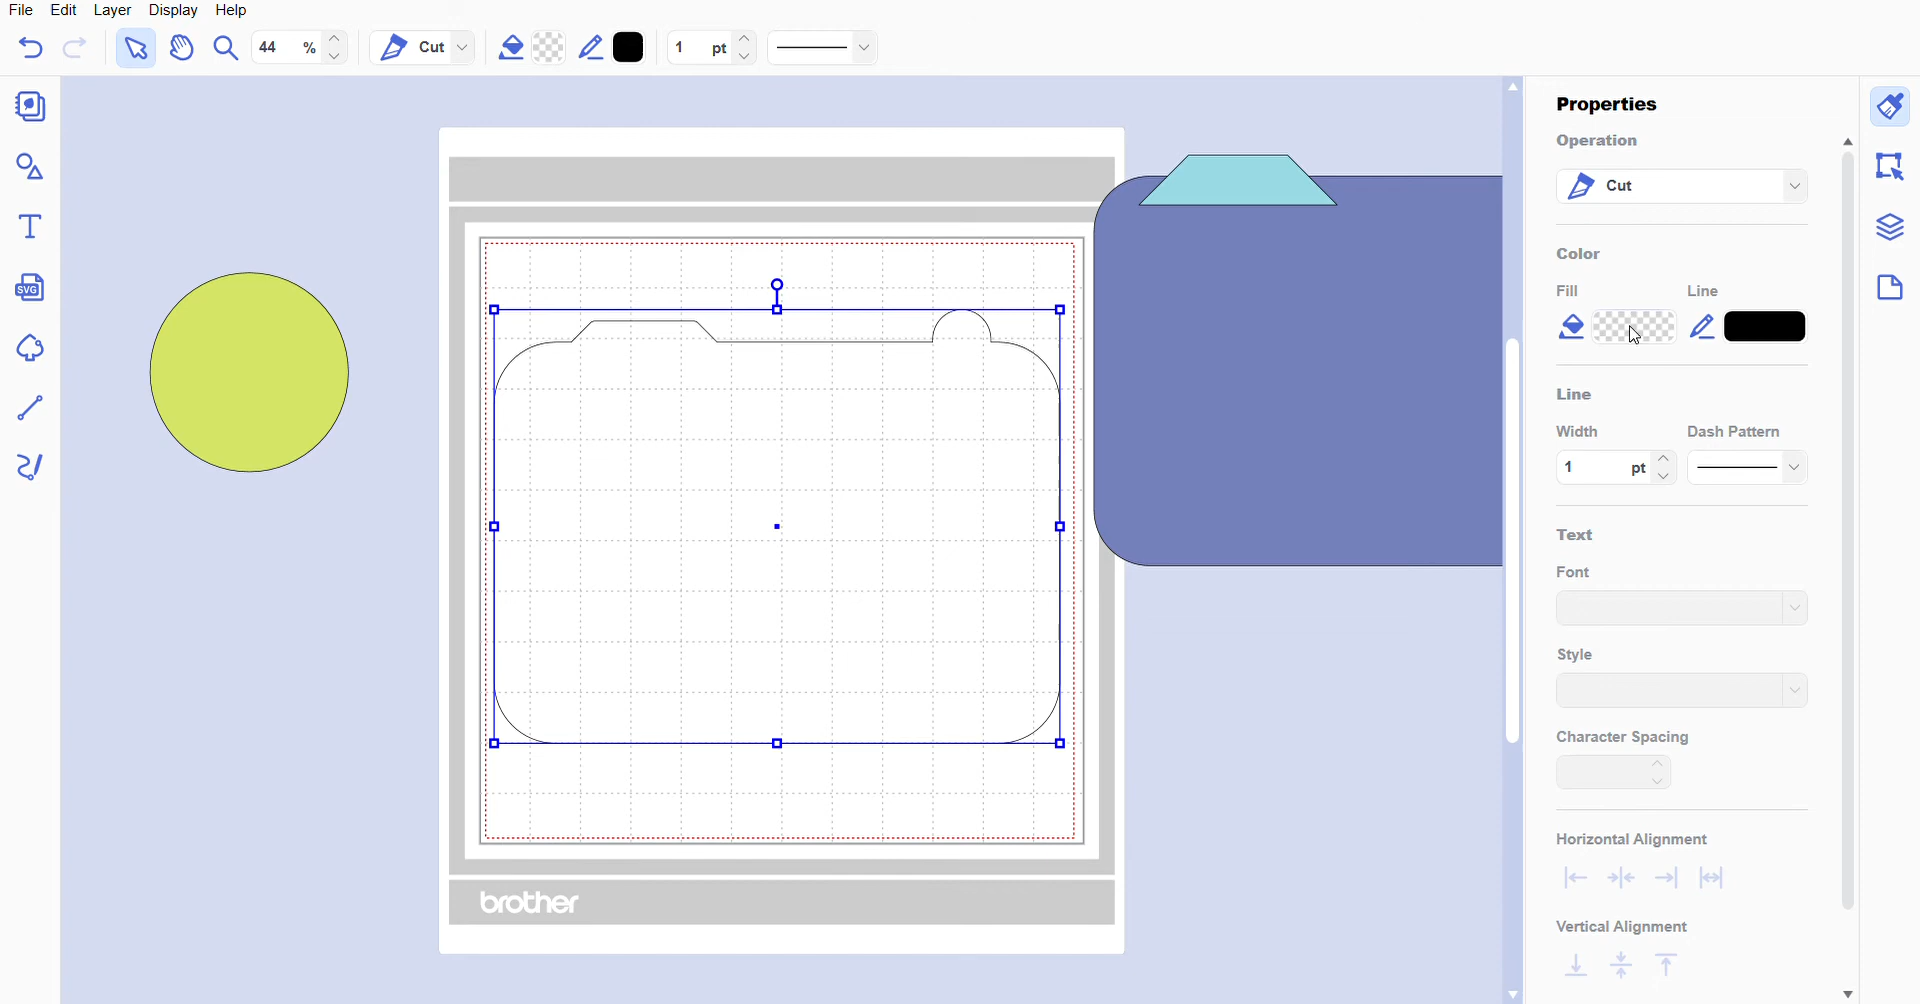 File Edit Layer Display Help
44 % Cut 1 pt
Properties
Operation
Cut
Color
Fill Line
Line
Width Dash Pattern
1 pt
Text
Font
Style
Character Spacing
Horizontal Alignment
Vertical Alignment
SVG
brother